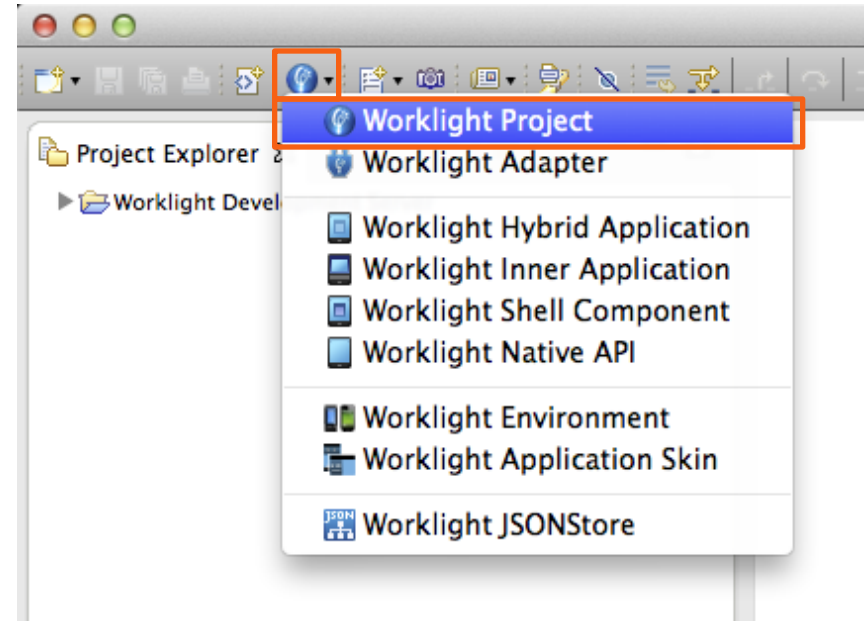 Worklight Project
Project Explorer
Worklight Adapter
Worklight Devel
Worklight Hybrid Application
Worklight Inner Application
Worklight Shell Component
Worklight Native API
Worklight Environment
Worklight Application Skin
JSON
Worklight JSONStore